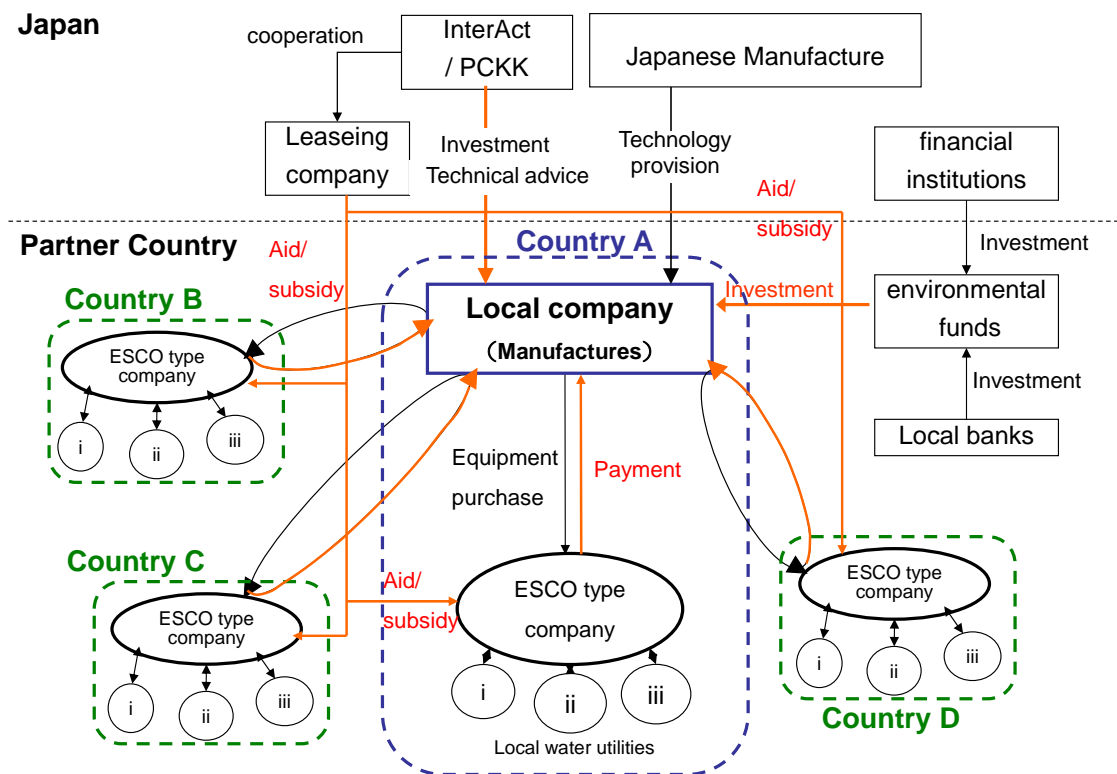 Japan
cooperation
InterAct
/ PCKK
Japanese Manufacture
Leaseing
company
Investment
Technical advice
Technology
provision
financial
institutions
Aid/
subsidy
Partner Country
Country A
Investment
Aid/
subsidy
Country B
Local company
（Manufactures）
Investment
environmental
funds
ESCO type
company
i
ii
iii
Investment
Local banks
Equipment
purchase
Payment
Country C
ESCO type
company
i
ii
iii
Aid/
subsidy
ESCO type
company
i
ii
iii
Local water utilities
ESCO type
company
i
ii
iii
Country D